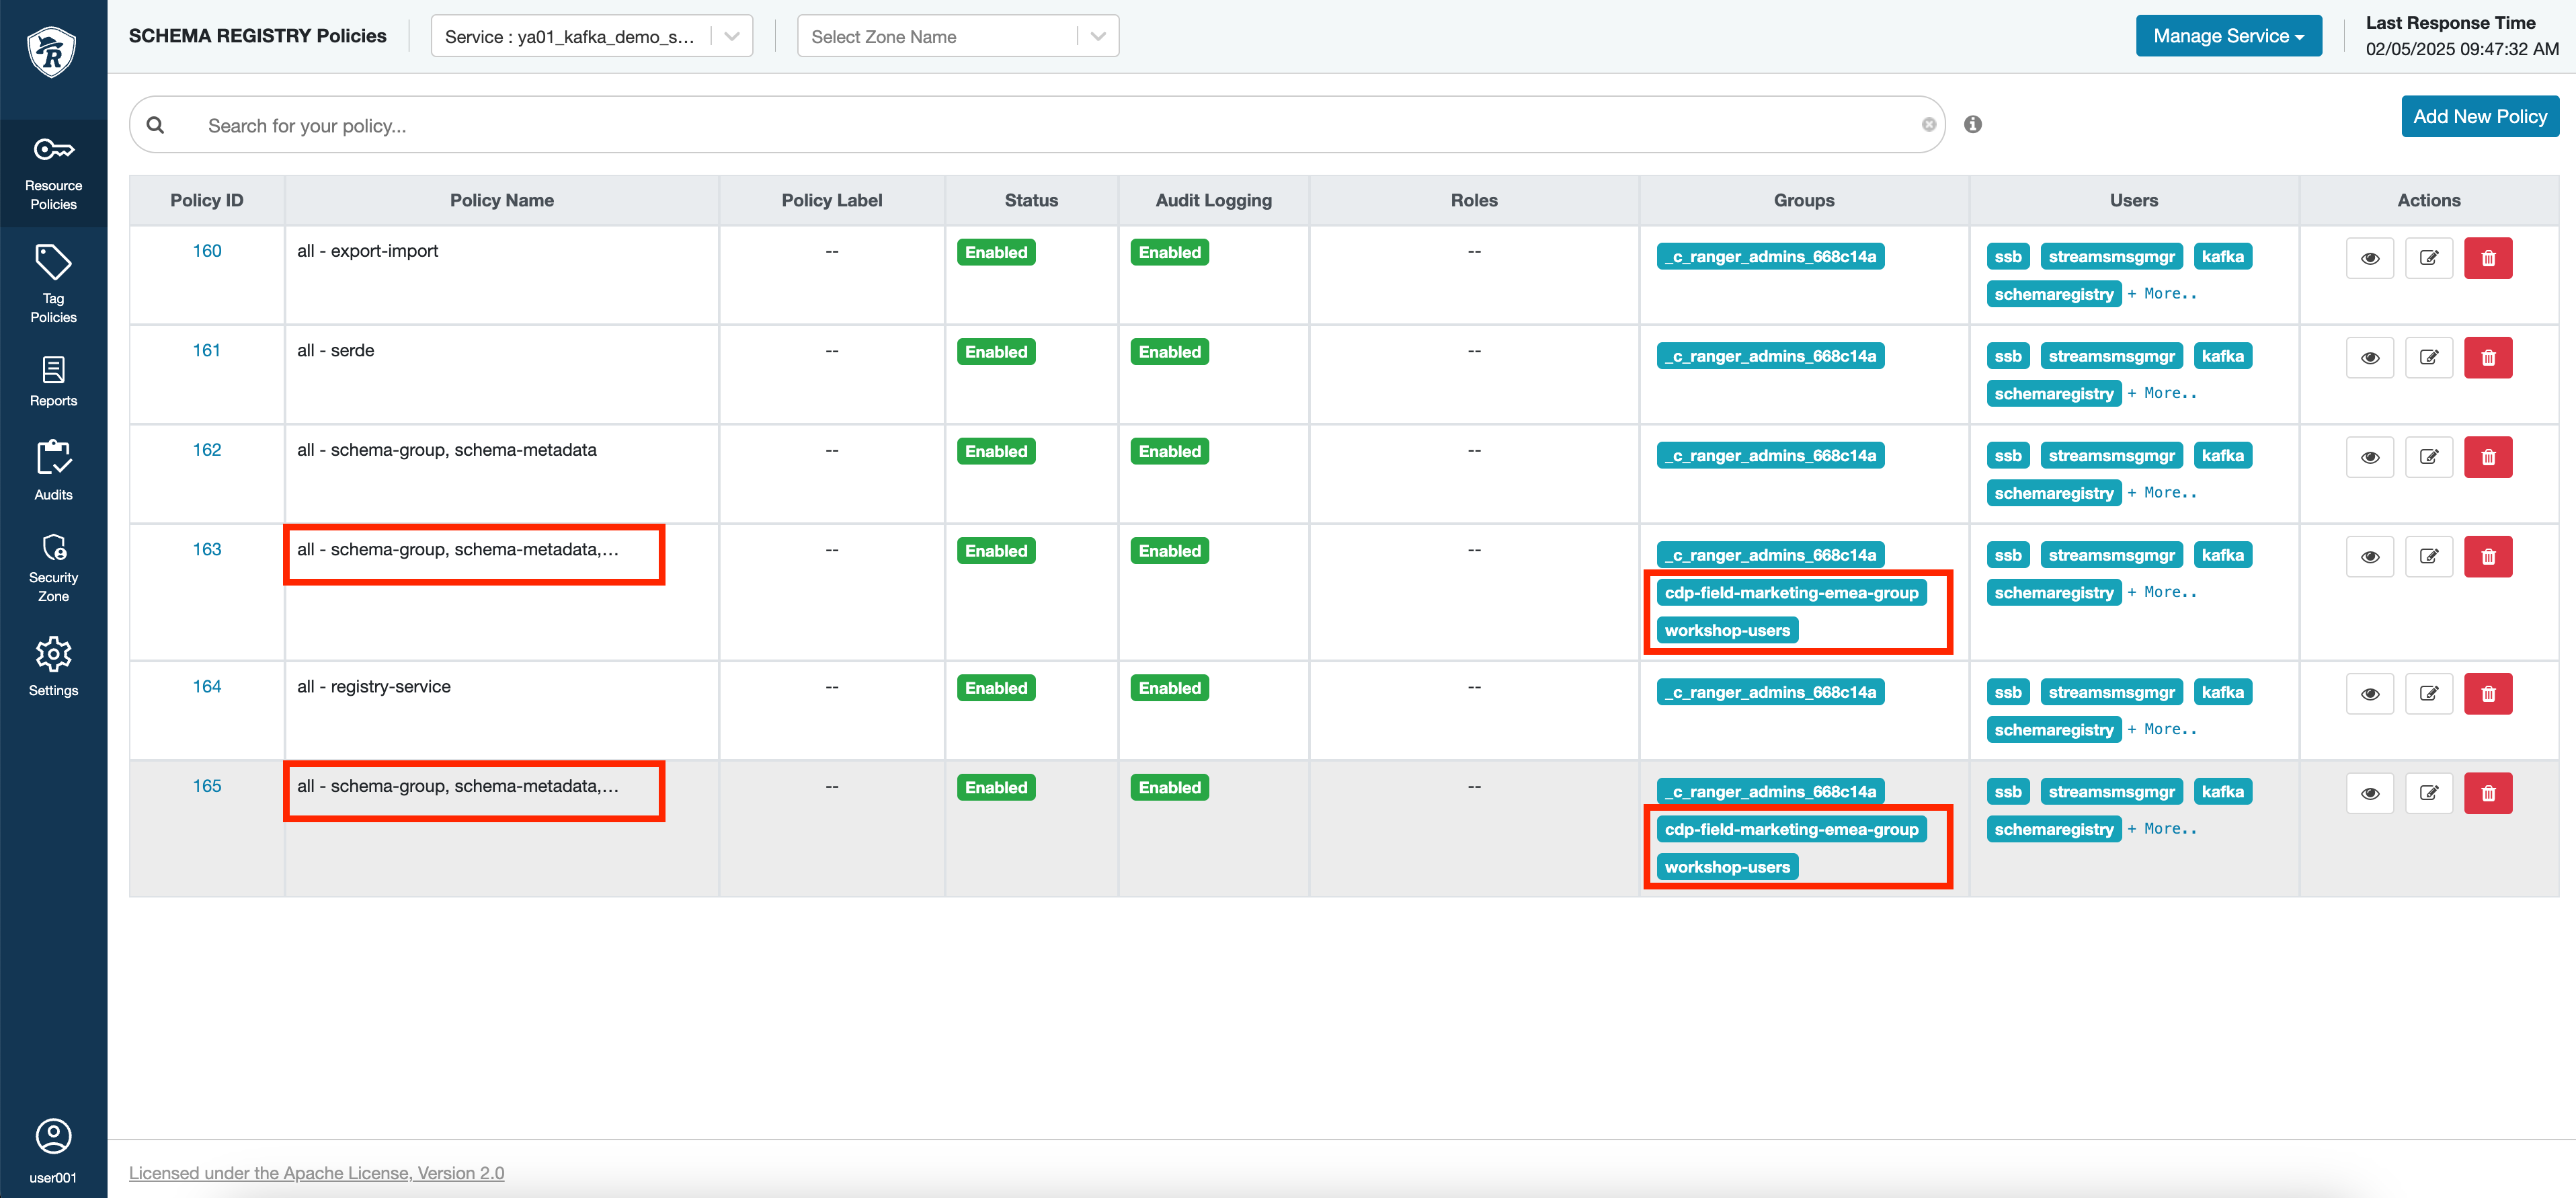 SCHEMA REGISTRY Policies
Service : ya01_kafka_demo_s...
Select Zone Name
Manage Service
Last Response Time
02/05/2025 09:47:32 AM
R
Resource
Policies
Tag
Policies
Reports
Audits
Security
Zone
Settings
user001
Search for your policy...
Add New Policy
Policy ID Policy Name Policy Label Status Audit Logging Roles Groups Users Actions
160 all - export-import -- Enabled Enabled -- _c_ranger_admins_668c14a ssb streamsmsgmgr kafka
schemaregistry + More..
161 all - serde -- Enabled Enabled -- _c_ranger_admins_668c14a ssb streamsmsgmgr kafka
schemaregistry + More..
162 all - schema-group, schema-metadata -- Enabled Enabled -- _c_ranger_admins_668c14a ssb streamsmsgmgr kafka
schemaregistry + More..
163 all - schema-group, schema-metadata,... -- Enabled Enabled -- _c_ranger_admins_668c14a ssb streamsmsgmgr kafka
cdp-field-marketing-emea-group schemaregistry + More..
workshop-users
164 all - registry-service -- Enabled Enabled -- _c_ranger_admins_668c14a ssb streamsmsgmgr kafka
schemaregistry + More..
165 all - schema-group, schema-metadata,... -- Enabled Enabled -- _c_ranger_admins_668c14a ssb streamsmsgmgr kafka
cdp-field-marketing-emea-group schemaregistry + More..
workshop-users
Licensed under the Apache License, Version 2.0